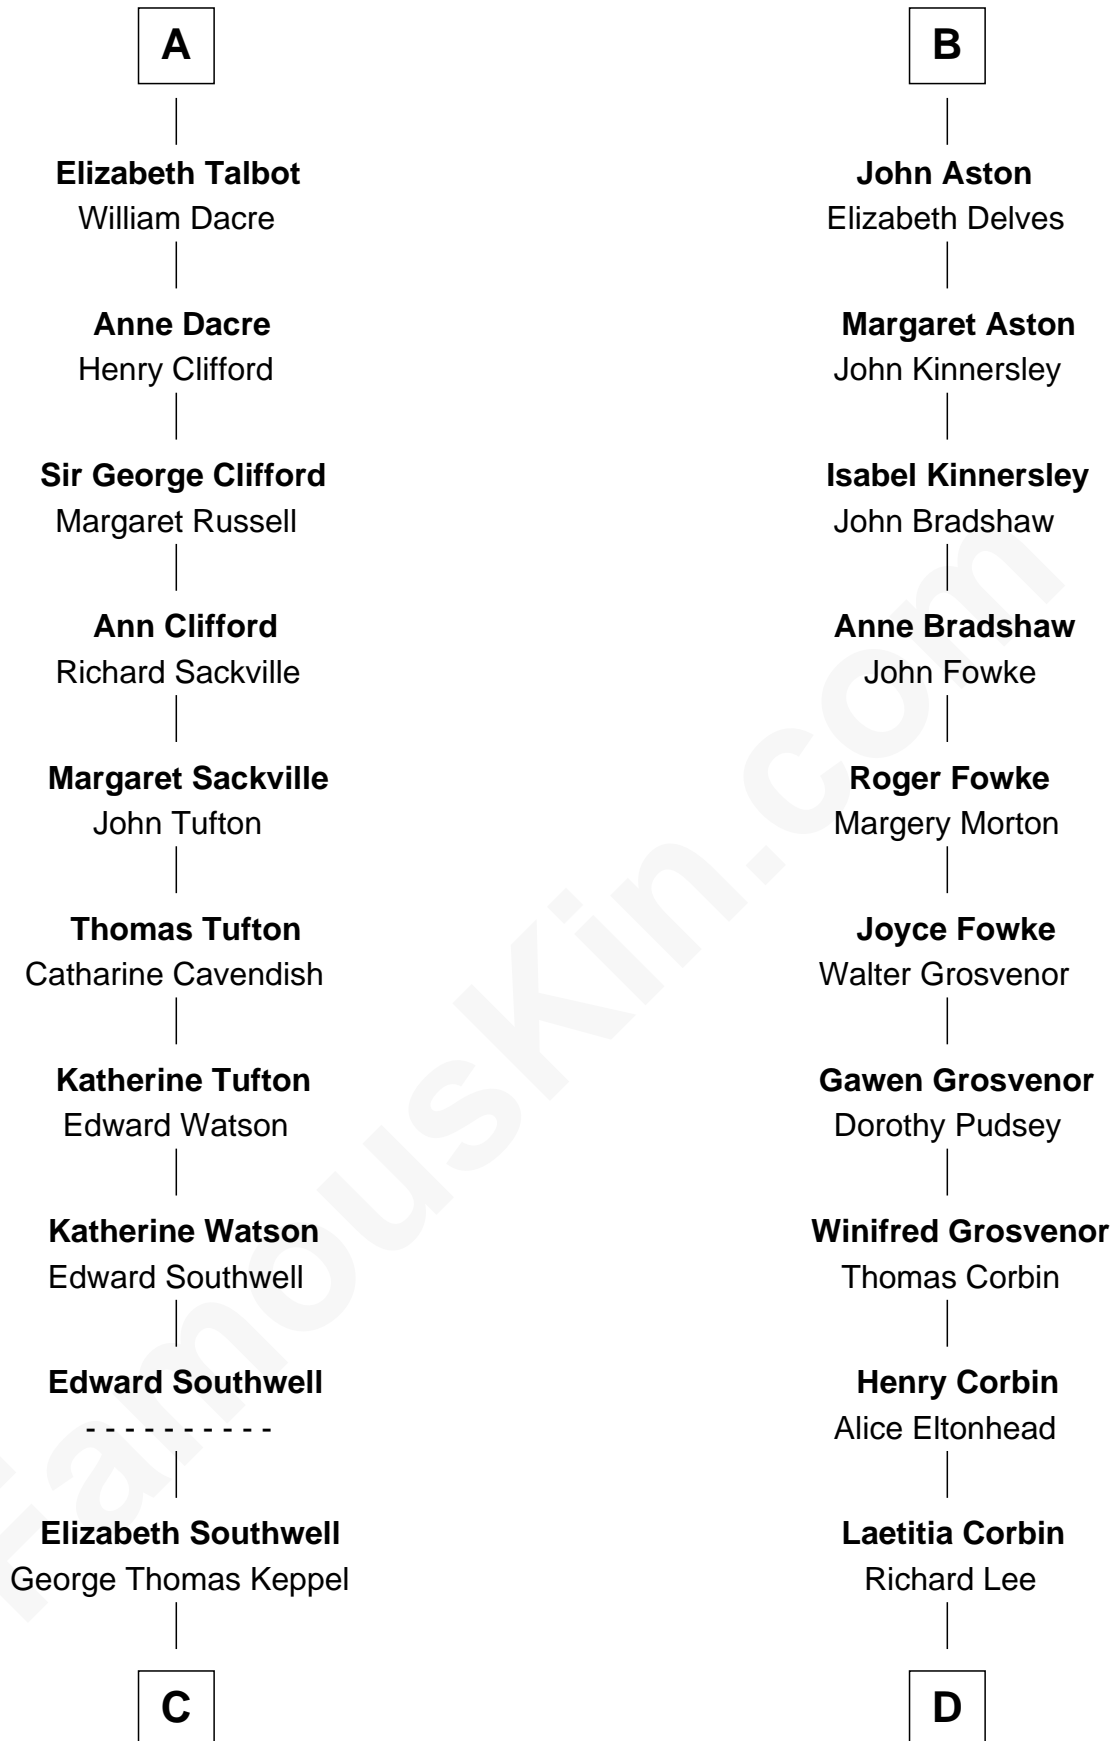 A
Elizabeth Talbot
William Dacre
Anne Dacre
Henry Clifford
Sir George Clifford
Margaret Russell
Ann Clifford
Richard Sackville
Margaret Sackville
John Tufton
Thomas Tufton
Catharine Cavendish
Katherine Tufton
Edward Watson
Katherine Watson
Edward Southwell
Edward Southwell
- - - - - - - - - -
Elizabeth Southwell
George Thomas Keppel
C
B
John Aston
Elizabeth Delves
Margaret Aston
John Kinnersley
Isabel Kinnersley
John Bradshaw
Anne Bradshaw
John Fowke
Roger Fowke
Margery Morton
Joyce Fowke
Walter Grosvenor
Gawen Grosvenor
Dorothy Pudsey
Winifred Grosvenor
Thomas Corbin
Henry Corbin
Alice Eltonhead
Laetitia Corbin
Richard Lee
D
FamousKin.com